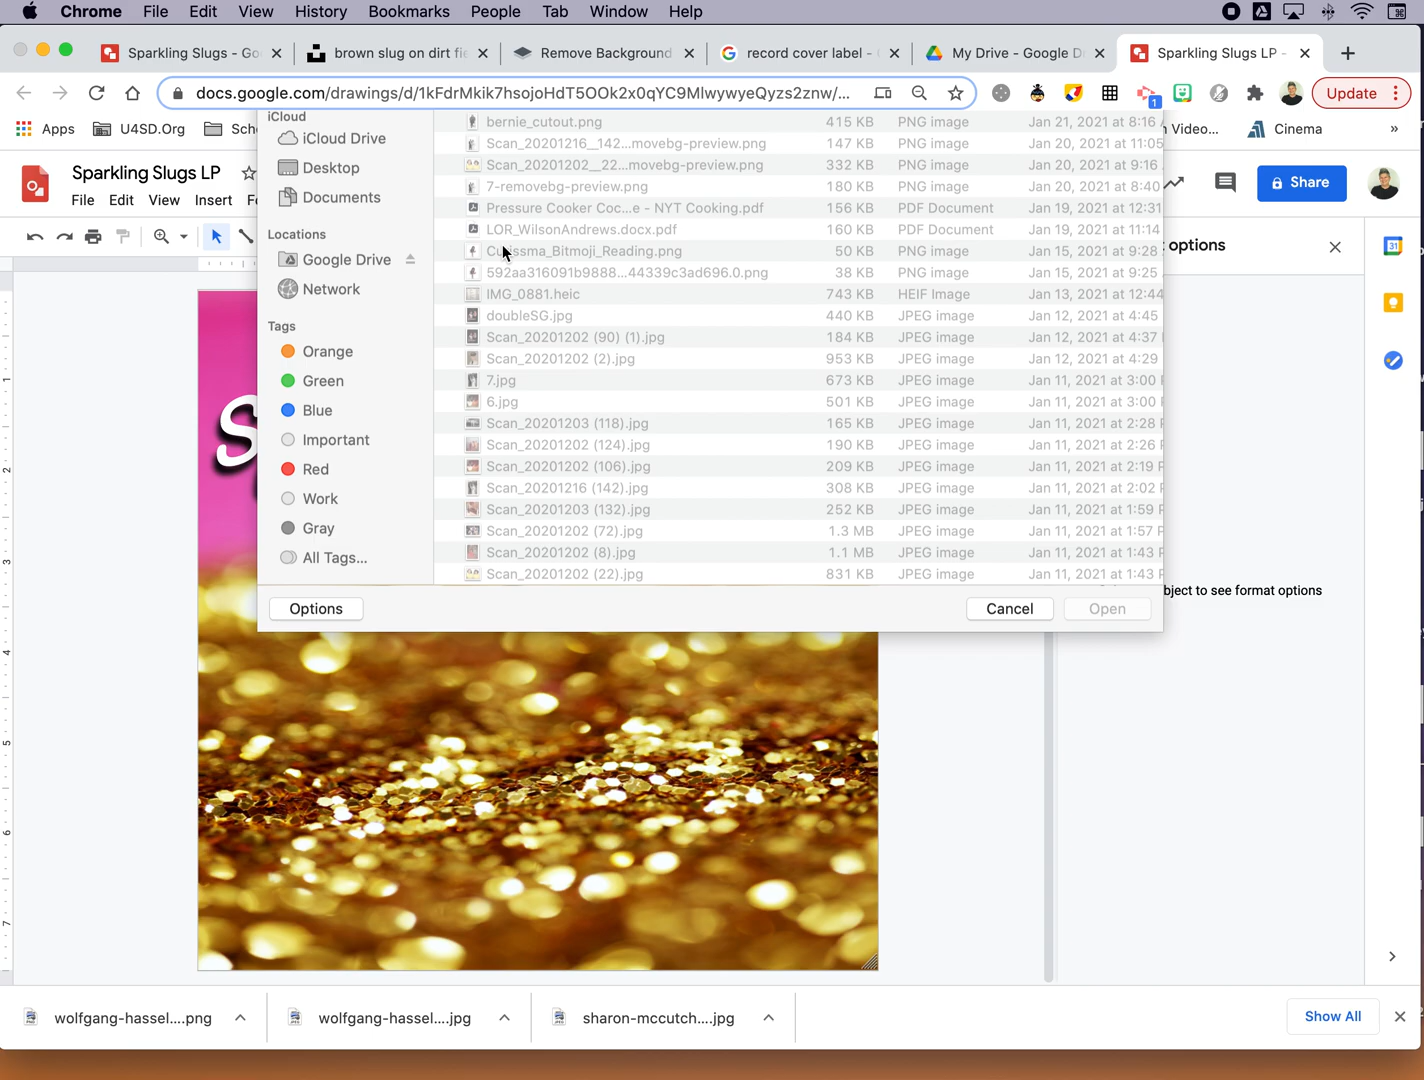 Chrome File Edit View History Bookmarks People Tab Window Help
Sparkling Slugs - Go × brown slug on dirt fie × Remove Background × record cover label - × My Drive - Google D × Sparkling Slugs LP - × +
docs.google.com/drawings/d/1kFdrMkik7hsojoHdT5OOk2x0qYC9MlwywyeQyzs2znw/... 1 Update
Apps U4SD.Org Sch n Video... Cinema »
Sparkling Slugs LP
File Edit View Insert F
Share
t options
S
iCloud
iCloud Drive
Desktop
Documents
Locations
Google Drive
Network
Tags
Orange
Green
Blue
Important
Red
Work
Gray
All Tags...
bernie_cutout.png 415 KB PNG image Jan 21, 2021 at 8:16
Scan_20201216__142...movebg-preview.png 147 KB PNG image Jan 20, 2021 at 11:05
Scan_20201202__22...movebg-preview.png 332 KB PNG image Jan 20, 2021 at 9:16
7-removebg-preview.png 180 KB PNG image Jan 20, 2021 at 8:40
Pressure Cooker Coc...e - NYT Cooking.pdf 156 KB PDF Document Jan 19, 2021 at 12:31
LOR_WilsonAndrews.docx.pdf 160 KB PDF Document Jan 19, 2021 at 11:14
50 KB PNG image Jan 15, 2021 at 9:28
592aa316091b9888...44339c3ad696.0.png 38 KB PNG image Jan 15, 2021 at 9:25
IMG_0881.heic 743 KB HEIF Image Jan 13, 2021 at 12:44
doubleSG.jpg 440 KB JPEG image Jan 12, 2021 at 4:45
Scan_20201202 (90) (1).jpg 184 KB JPEG image Jan 12, 2021 at 4:37
Scan_20201202 (2).jpg 953 KB JPEG image Jan 12, 2021 at 4:29
7.jpg 673 KB JPEG image Jan 11, 2021 at 3:00
6.jpg 501 KB JPEG image Jan 11, 2021 at 3:00
Scan_20201203 (118).jpg 165 KB JPEG image Jan 11, 2021 at 2:28
Scan_20201202 (124).jpg 190 KB JPEG image Jan 11, 2021 at 2:26
Scan_20201202 (106).jpg 209 KB JPEG image Jan 11, 2021 at 2:19
Scan_20201216 (142).jpg 308 KB JPEG image Jan 11, 2021 at 2:02
Scan_20201203 (132).jpg 252 KB JPEG image Jan 11, 2021 at 1:59
Scan_20201202 (72).jpg 1.3 MB JPEG image Jan 11, 2021 at 1:57
Scan_20201202 (8).jpg 1.1 MB JPEG image Jan 11, 2021 at 1:43
Scan_20201202 (22).jpg 831 KB JPEG image Jan 11, 2021 at 1:43
Options Cancel Open
bject to see format options
1
2
3
4
5
6
7
31
wolfgang-hassel....png wolfgang-hassel....jpg sharon-mccutch....jpg Show All